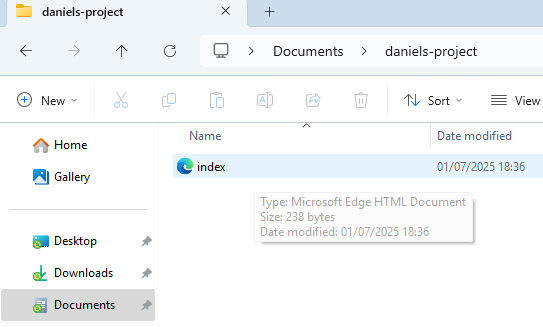 daniels-project
Documents
daniels-project
New
Sort
View
Name
Date modified
Home
Gallery
index
01/07/2025 18:36
Type: Microsoft Edge HTML Document
Size: 238 bytes
Date modified: 01/07/2025 18:36
Desktop
Downloads
Documents